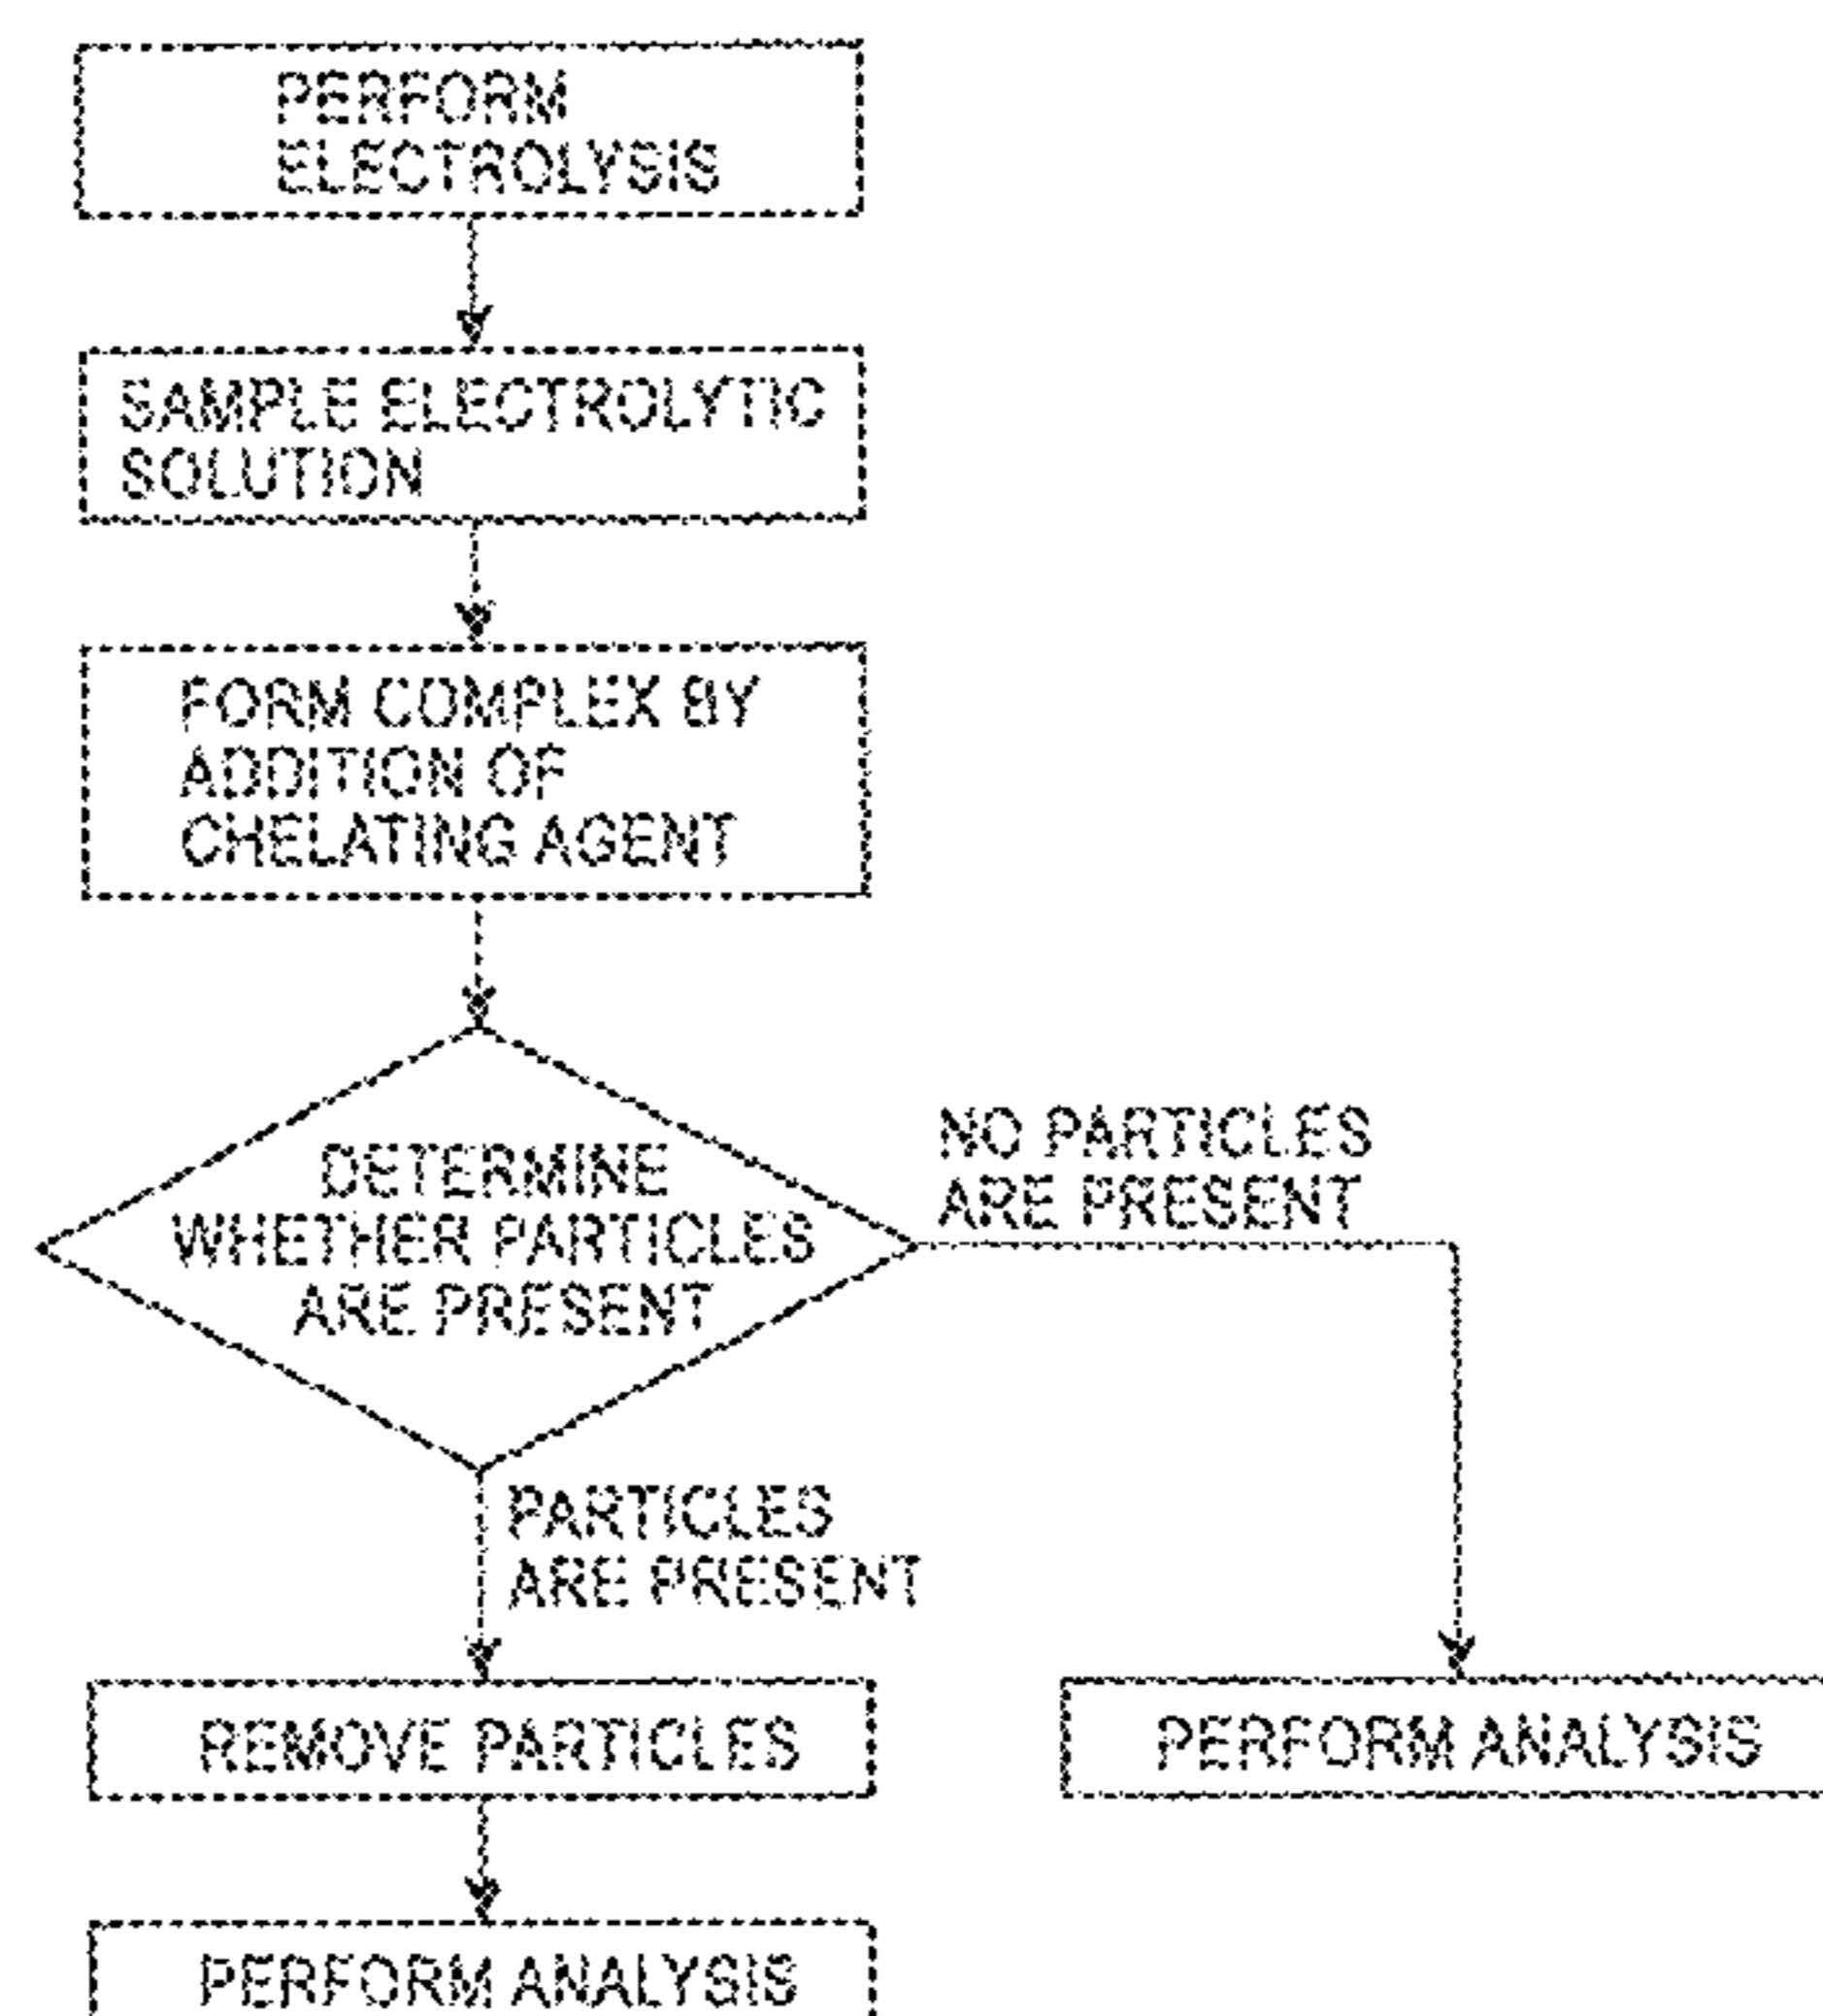 PERFORM
ELECTROLYSIS
SAMPLE ELECTROLYTIC
SOLUTION
FORM COMPLEX BY
ADDITION OF
CHELATING AGENT
DETERMINE
WHETHER PARTICLES
ARE PRESENT
NO PARTICLES
ARE PRESENT
PARTICLES
ARE PRESENT
REMOVE PARTICLES
PERFORM ANALYSIS
PERFORM ANALYSIS